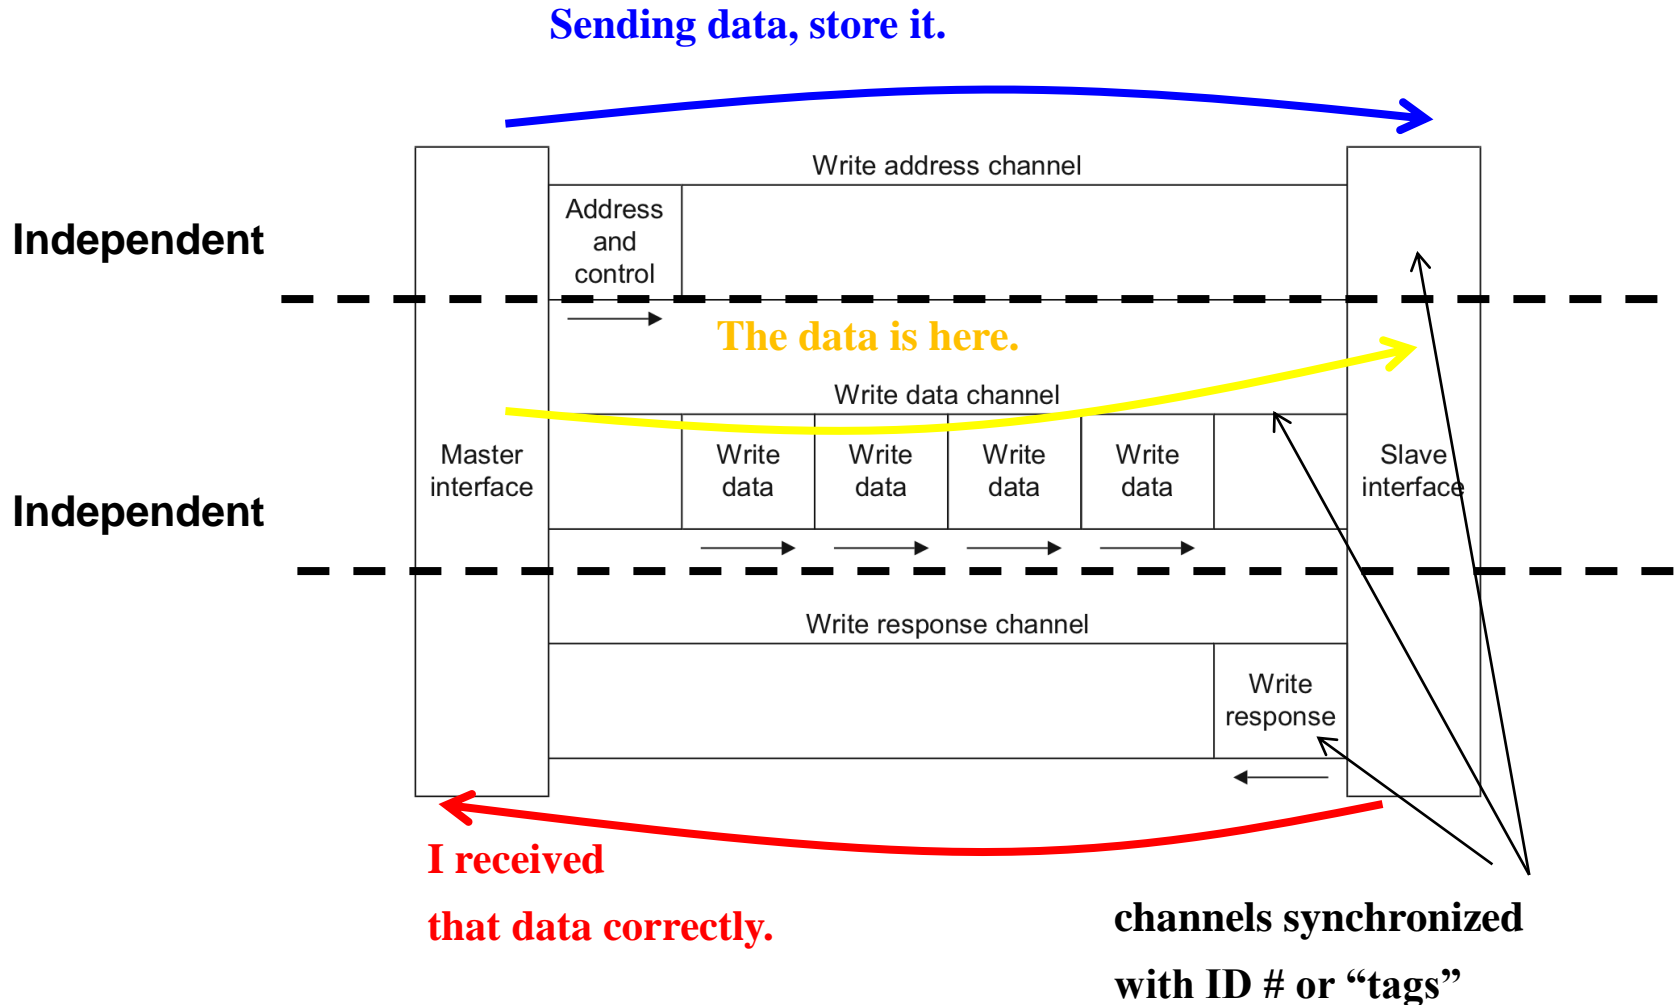 Sending data, store it.
Write address channel
Independent
Address
and
control
The data is here.
Write data channel
Master
interface
Write
data
Write
data
Write
data
Write
data
Slave
interface
Independent
Write response channel
Write
response
I received
that data correctly.
channels synchronized
with ID # or “tags”